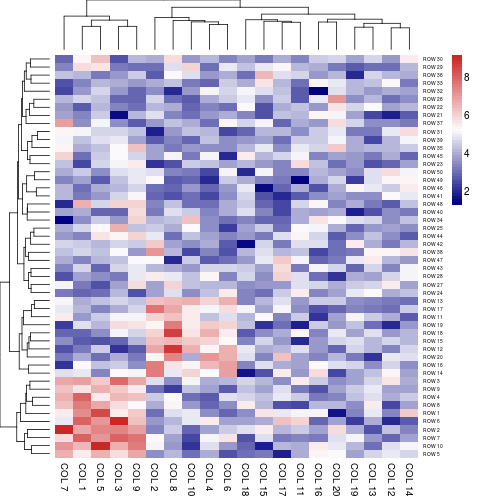 ROW 30
ROW 29
ROW 36
ROW 33
ROW 32
ROW 26
ROW 22
ROW 21
ROW 37
ROW 31
ROW 39
ROW 35
ROW 45
ROW 23
ROW 50
ROW 49
ROW 46
ROW 41
ROW 48
ROW 40
ROW 34
ROW 25
ROW 44
ROW 42
ROW 38
ROW 47
ROW 43
ROW 28
ROW 27
ROW 24
ROW 13
ROW 17
ROW 11
ROW 19
ROW 18
ROW 15
ROW 12
ROW 20
ROW 16
ROW 14
ROW 3
ROW 9
ROW 4
ROW 8
ROW 1
ROW 6
ROW 2
ROW 7
ROW 10
ROW 5
8
6
4
2
COL 7
COL 1
COL 5
COL 3
COL 9
COL 2
COL 8
COL 10
COL 4
COL 6
COL 18
COL 15
COL 17
COL 11
COL 16
COL 20
COL 19
COL 13
COL 12
COL 14